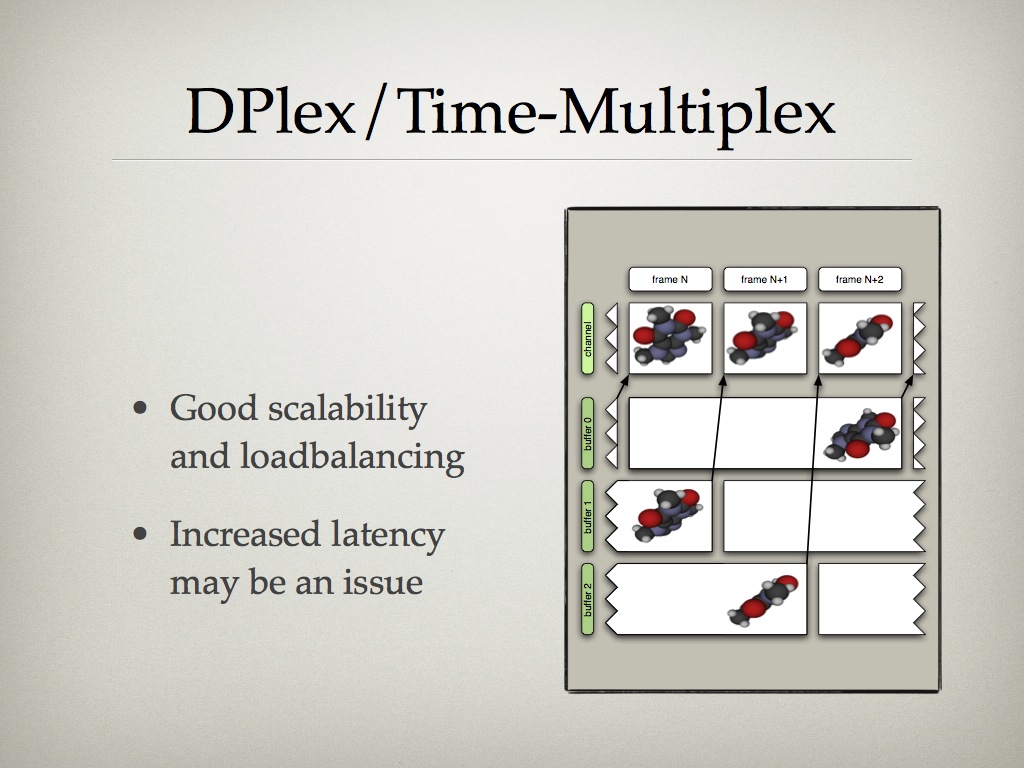 DPlex/Time-Multiplex
• Good scalability
and loadbalancing
• Increased latency
may be an issue
frame N
frame N+1
frame N+2
channel
buffer 0
buffer 1
buffer 2